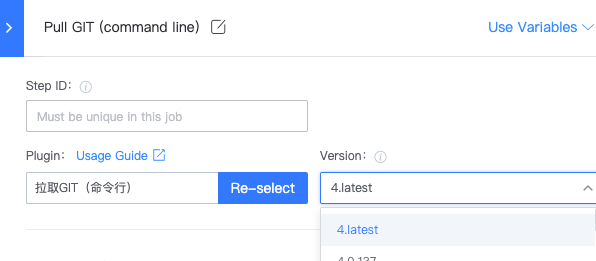 Pull GIT (command line)
Use Variables
Step ID:
Must be unique in this job
Plugin: Usage Guide
Version:
拉取GIT（命令行）
Re-select
4.latest
4.latest